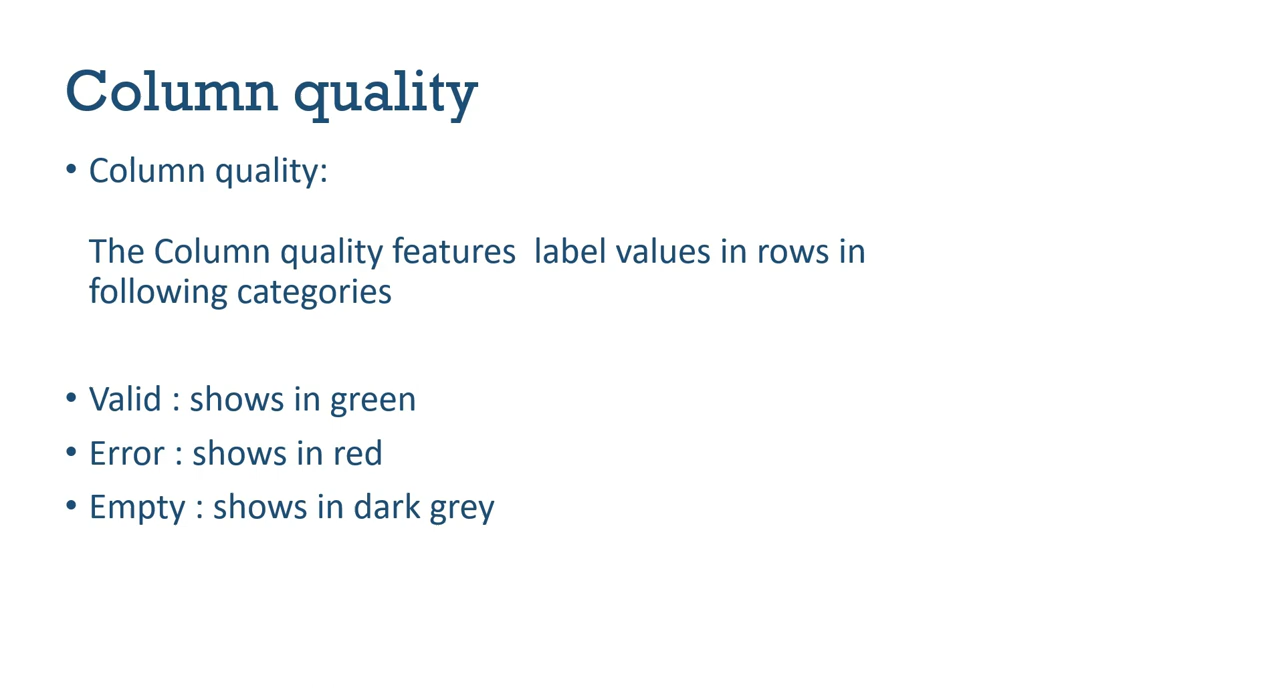 Column quality
• Column quality:
The Column quality features  label values in rows in
following categories
• Valid : shows in green
• Error : shows in red
• Empty : shows in dark grey